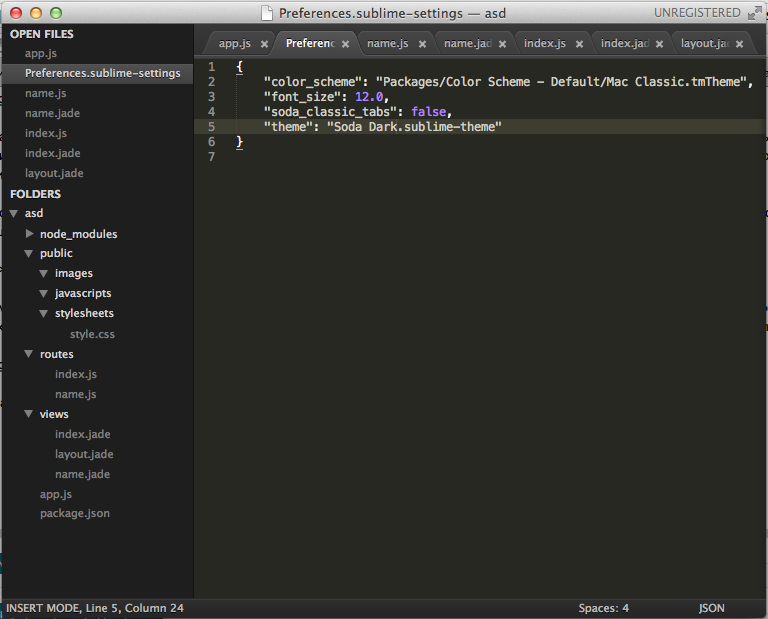 Preferences.sublime-settings — asd
UNREGISTERED
OPEN FILES
app.js
Preferences.sublime-settings
name.js
name.jade
index.js
index.jade
layout.jade
FOLDERS
asd
node_modules
public
images
javascripts
stylesheets
style.css
routes
index.js
name.js
views
index.jade
layout.jade
name.jade
app.js
package.json
app.js × Preferenc × name.js × name.jad × index.js × index.jad × layout.ja ×
1 {
2 "color_scheme": "Packages/Color Scheme - Default/Mac Classic.tmTheme",
3 "font_size": 12.0,
4 "soda_classic_tabs": false,
5 "theme": "Soda Dark.sublime-theme"
6 }
7
INSERT MODE, Line 5, Column 24
Spaces: 4
JSON